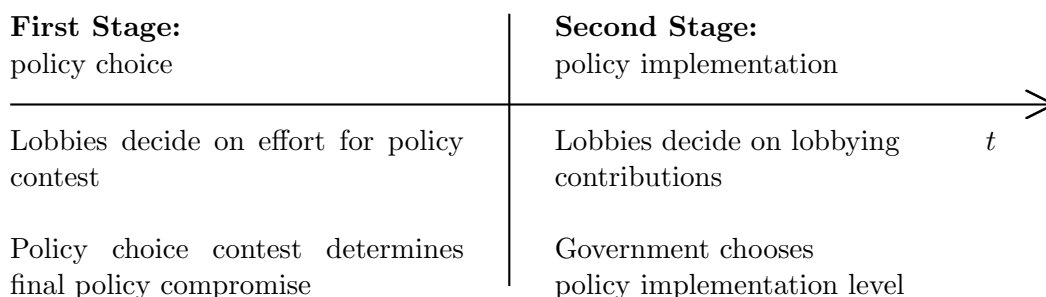 First Stage:
policy choice
Lobbies decide on effort for policy
contest
Policy choice contest determines
final policy compromise
Second Stage:
policy implementation
Lobbies decide on lobbying
contributions
t
Government chooses
policy implementation level